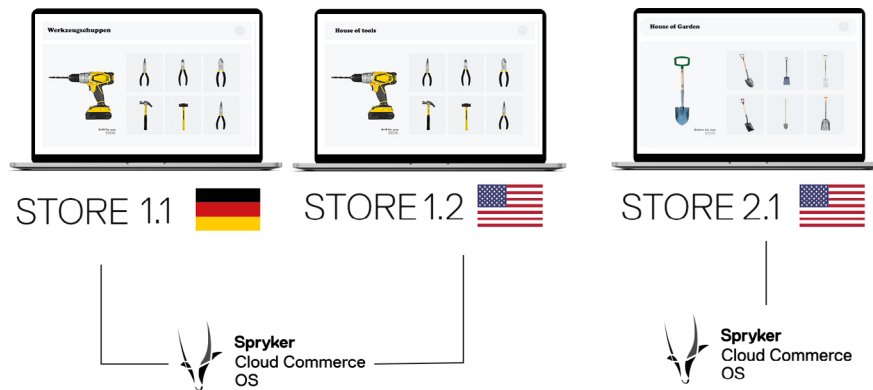 Werkzeugschuppen
House of tools
House of Garden
STORE 1.1
STORE 1.2
STORE 2.1
Spryker
Cloud Commerce
OS
Spryker
Cloud Commerce
OS